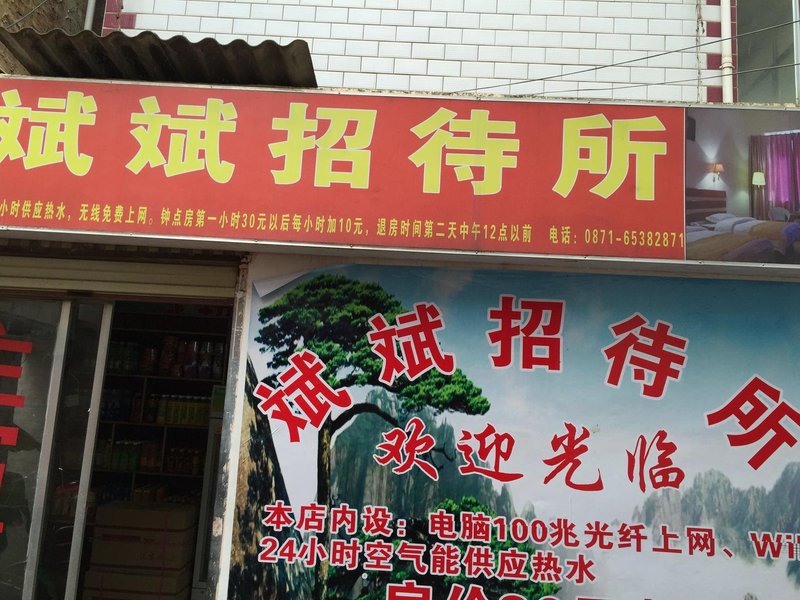 斌斌招待所
小时供应热水，无线免费上网。钟点房第一小时30元以后每小时加10元，退房时间第二天中午12点以前 电话：0871-65382871
斌斌招待所
欢迎光临
本店内设：电脑100兆光纤上网、Wi
24小时空气能供应热水
房价